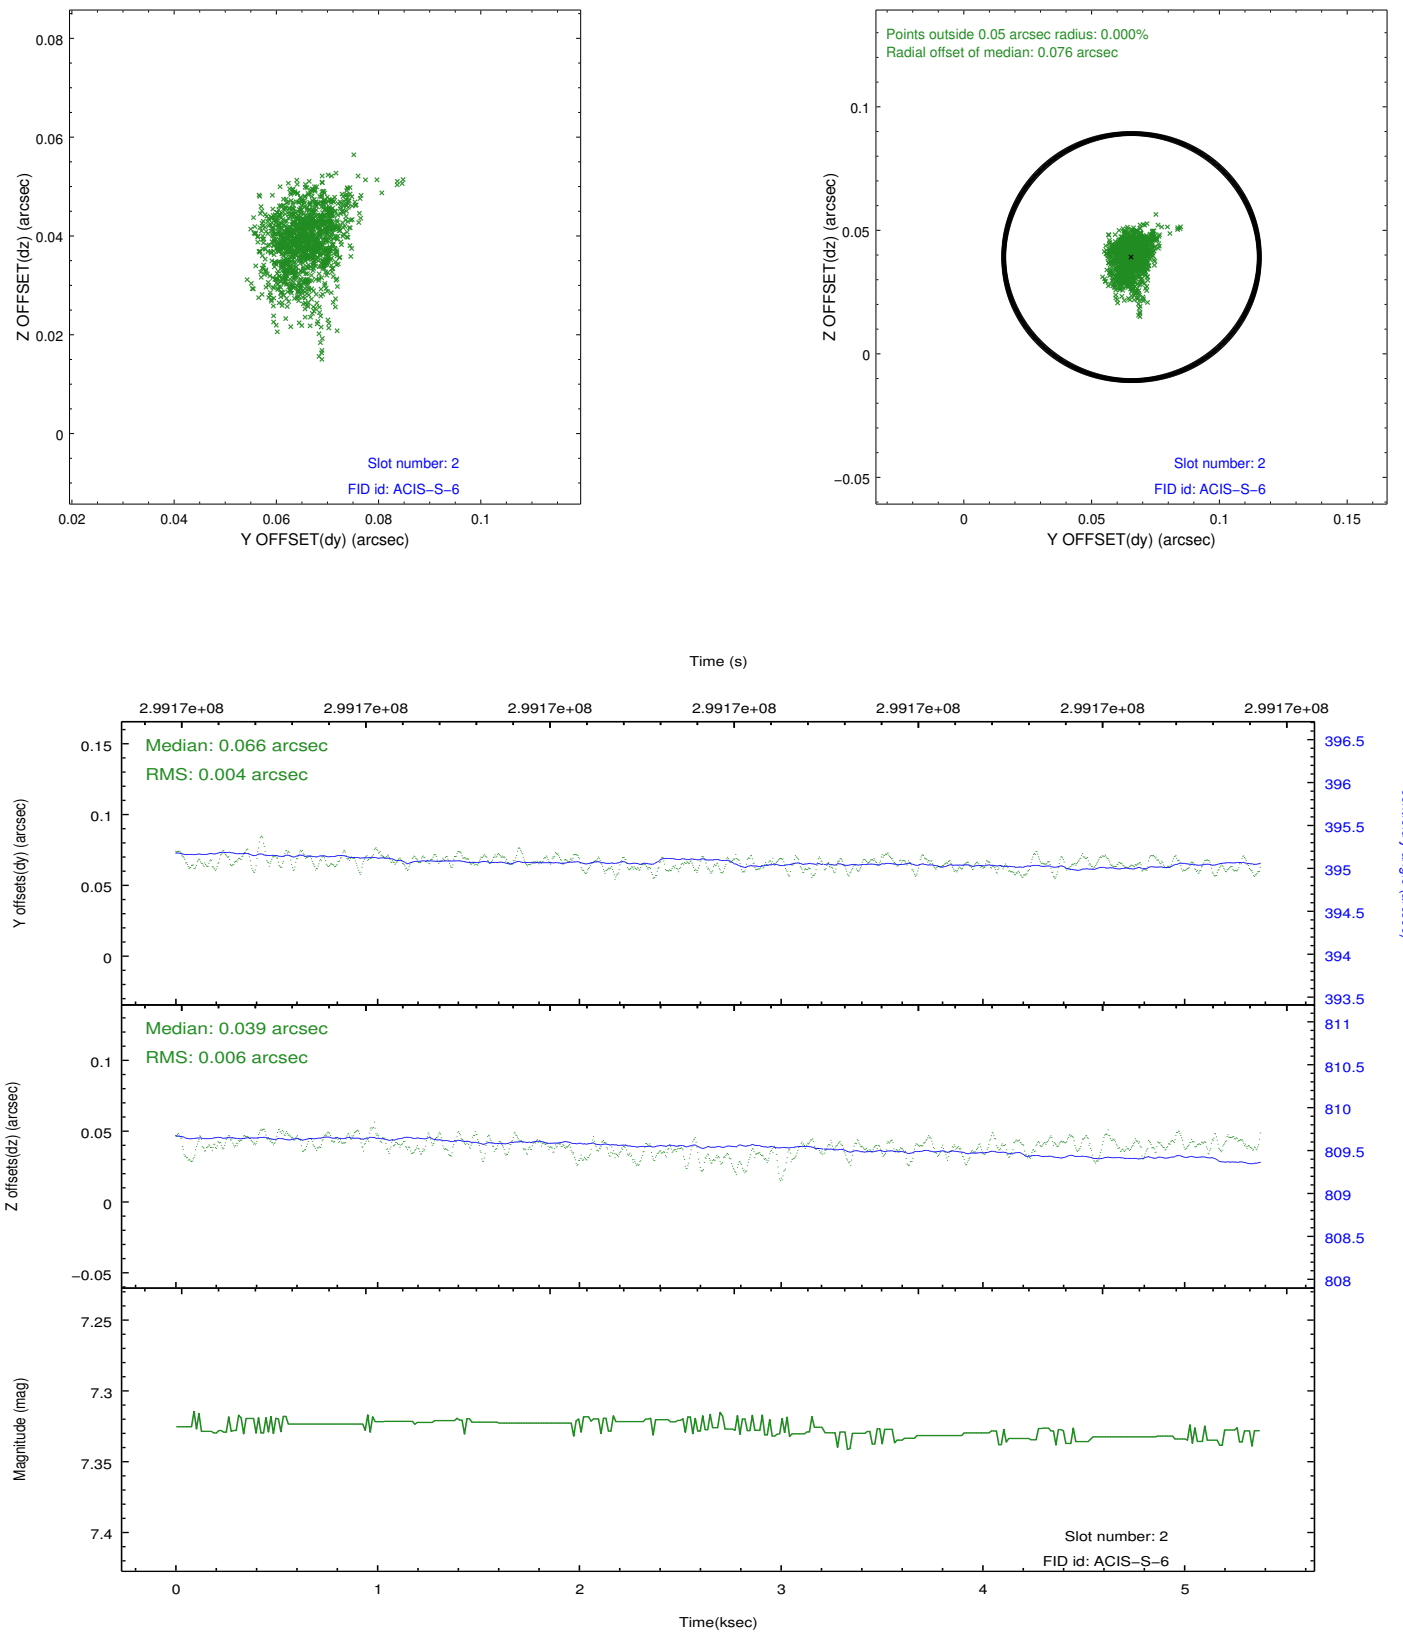 0.08
0.06
0.04
0.02
0
Z OFFSET(dz) (arcsec)
Slot number: 2
FID id: ACIS−S−6
0.02 0.04 0.06 0.08 0.1
Y OFFSET(dy) (arcsec)
Points outside 0.05 arcsec radius: 0.000%
Radial offset of median: 0.076 arcsec
0.1
0.05
0
−0.05
Z OFFSET(dz) (arcsec)
Slot number: 2
FID id: ACIS−S−6
0 0.05 0.1 0.15
Y OFFSET(dy) (arcsec)
Time (s)
2.9917e+08 2.9917e+08 2.9917e+08 2.9917e+08 2.9917e+08 2.9917e+08 2.9917e+08
Median: 0.066 arcsec
RMS: 0.004 arcsec
0.15
0.1
0.05
0
Y offsets(dy) (arcsec)
396.5
396
395.5
395
394.5
394
393.5
Median: 0.039 arcsec
RMS: 0.006 arcsec
0.1
0.05
0
−0.05
Z offsets(dz) (arcsec)
811
810.5
810
809.5
809
808.5
808
7.25
7.3
7.35
7.4
Magnitude (mag)
Slot number: 2
FID id: ACIS−S−6
0 1 2 3 4 5
Time(ksec)